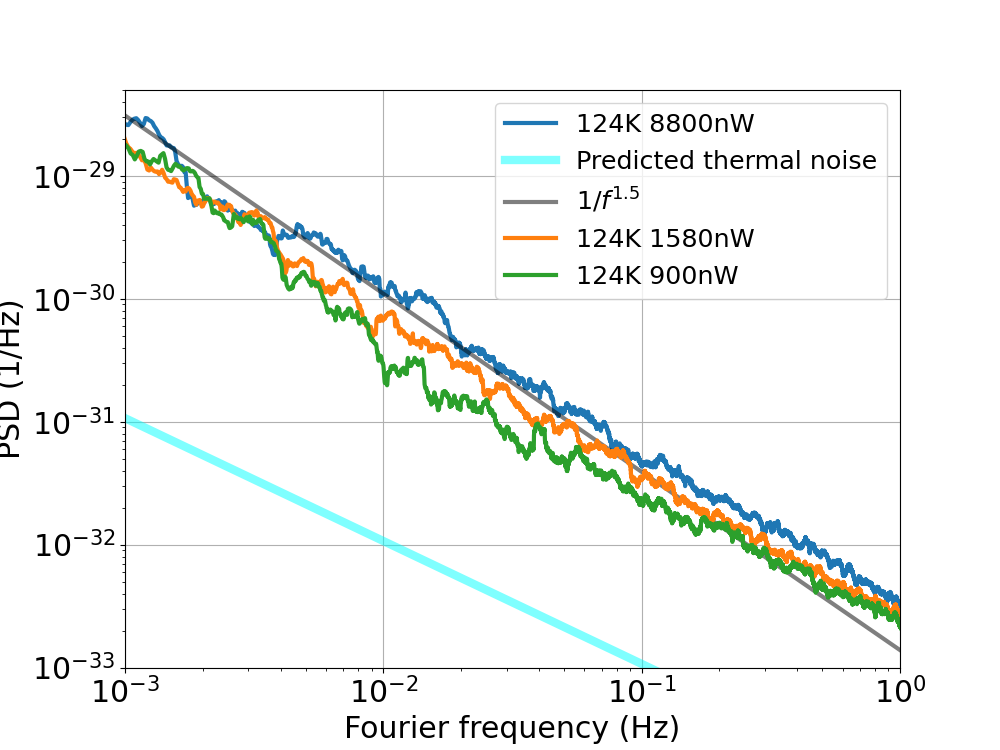 124K 8800nW
Predicted thermal noise
1/f^1.5
124K 1580nW
124K 900nW
PSD (1/Hz)
10^−29
10^−30
10^−31
10^−32
10^−33
10^−3
10^−2
10^−1
10^0
Fourier frequency (Hz)